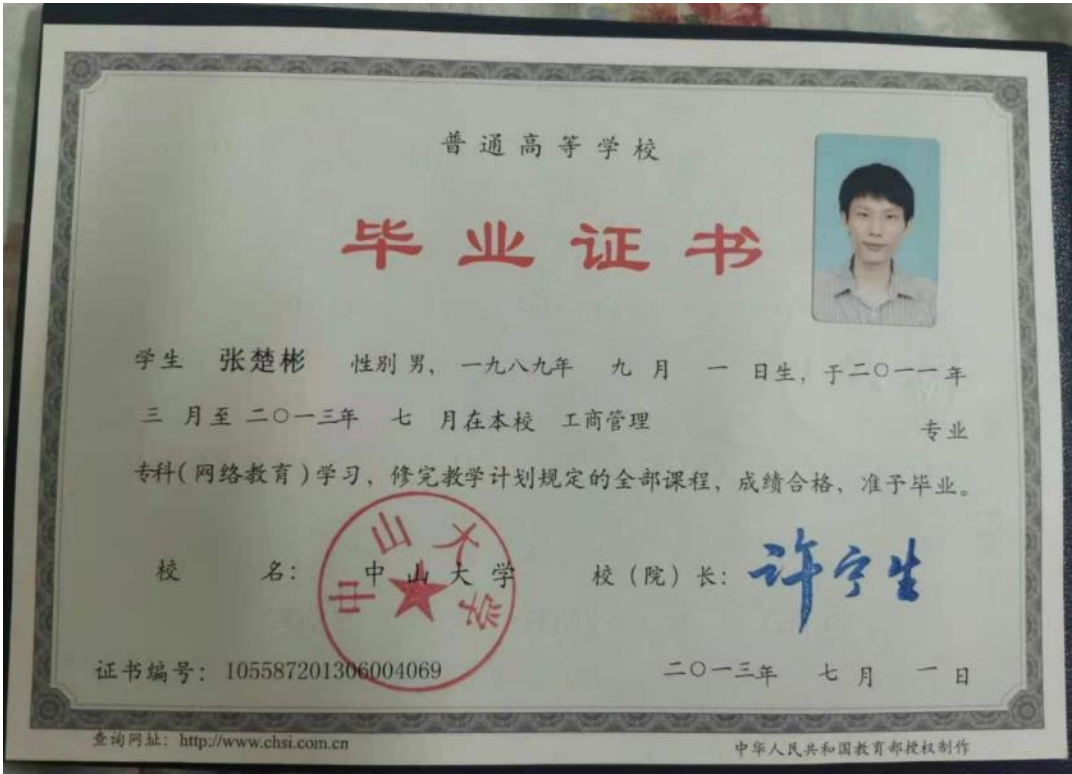 普通高等学校
毕业证书
学生 张楚彬 性别 男, 一九八九年 九 月 一 日生, 于二〇一一年
三 月至 二〇一三年 七 月在本校 工商管理 专业
专科(网络教育)学习, 修完教学计划规定的全部课程, 成绩合格, 准予毕业。
校 名: 中山大学 校(院)长: 许宁生
中山大学
证书编号: 105587201306004069 二〇一三年 七 月 一 日
查询网址: http://www.chsi.com.cn 中华人民共和国教育部授权制作